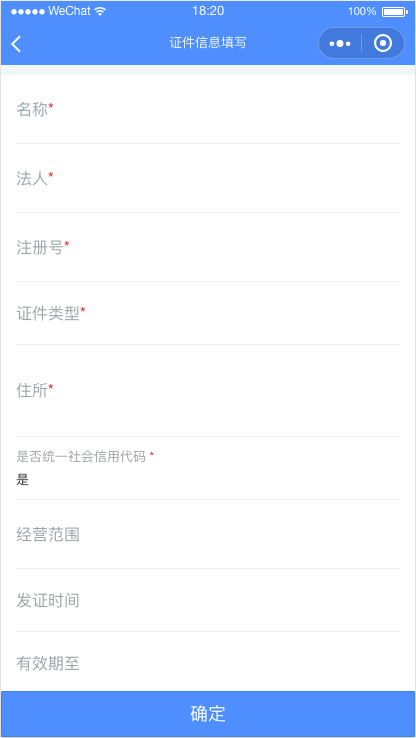 WeChat 18:20 100%
证件信息填写
名称*
法人*
注册号*
证件类型*
住所*
是否统一社会信用代码 *
是
经营范围
发证时间
有效期至
确定